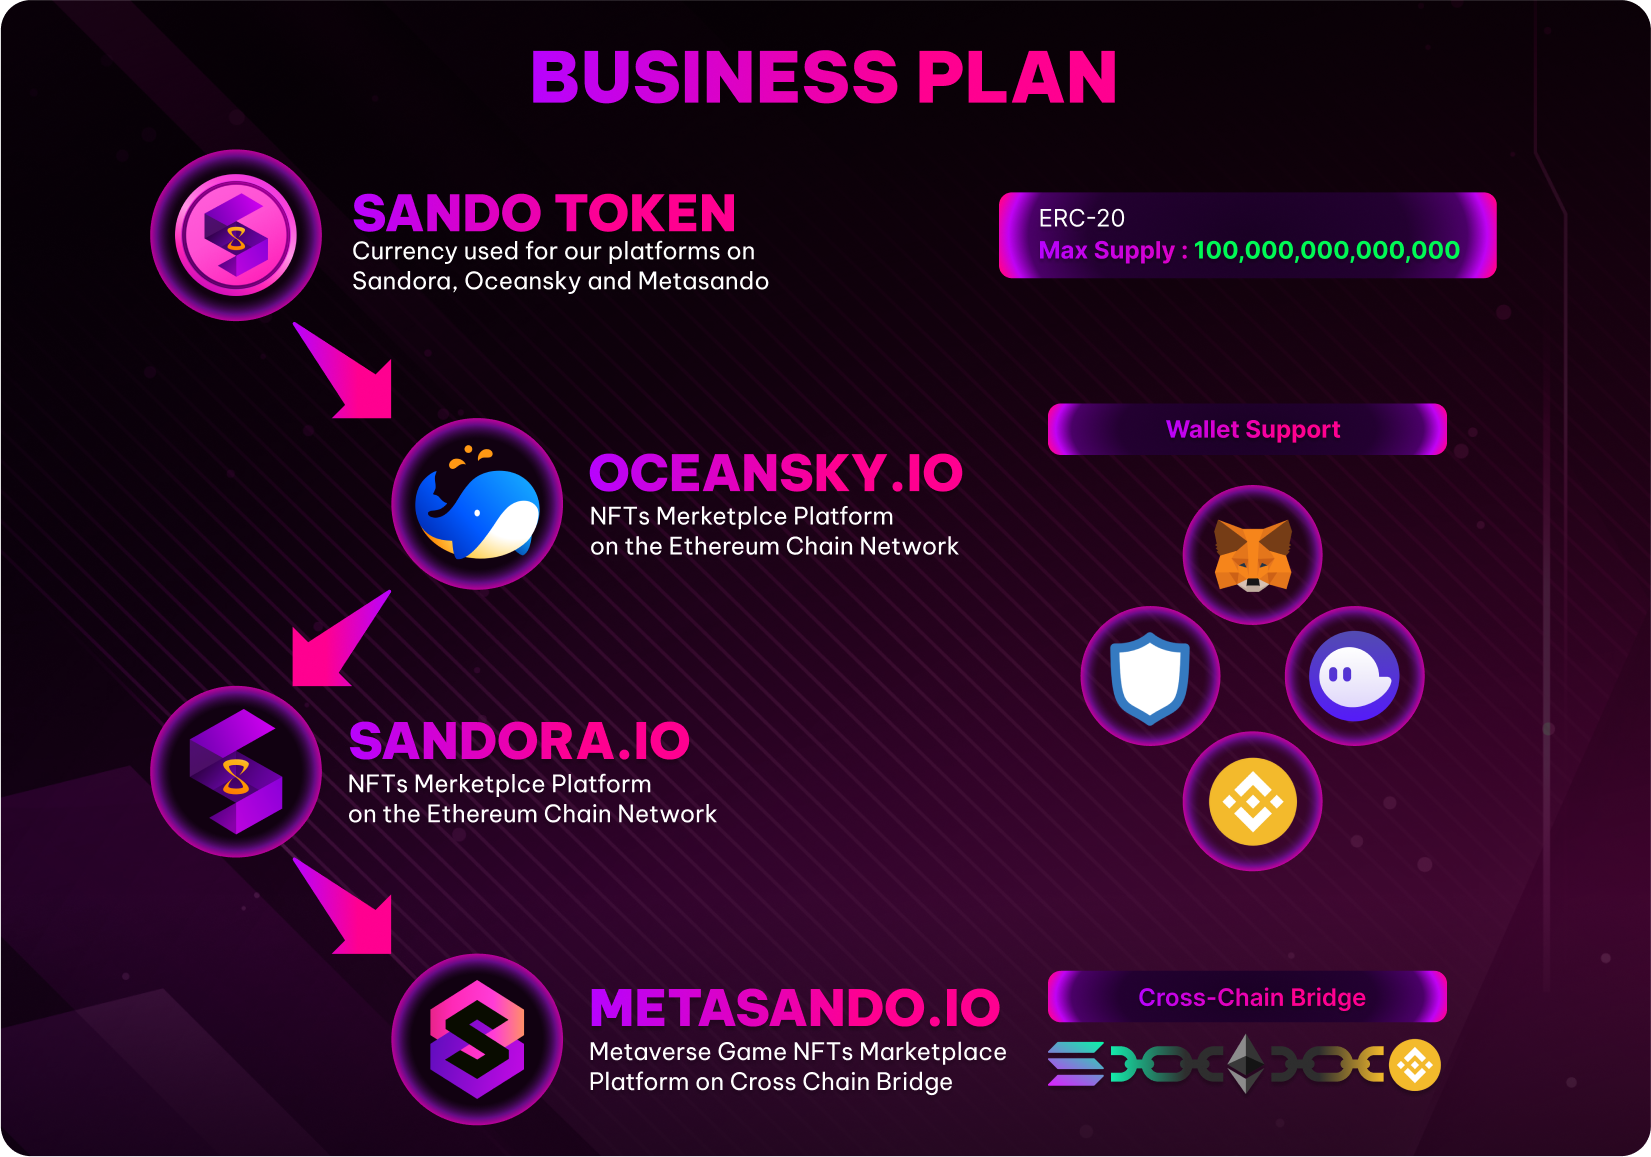 BUSINESS PLAN
SANDO TOKEN
Currency used for our platforms on
Sandora, Oceansky and Metasando
ERC-20
Max Supply : 100,000,000,000,000
OCEANSKY.IO
NFTs Merketplce Platform
on the Ethereum Chain Network
Wallet Support
SANDORA.IO
NFTs Merketplce Platform
on the Ethereum Chain Network
METASANDO.IO
Metaverse Game NFTs Marketplace
Platform on Cross Chain Bridge
Cross-Chain Bridge